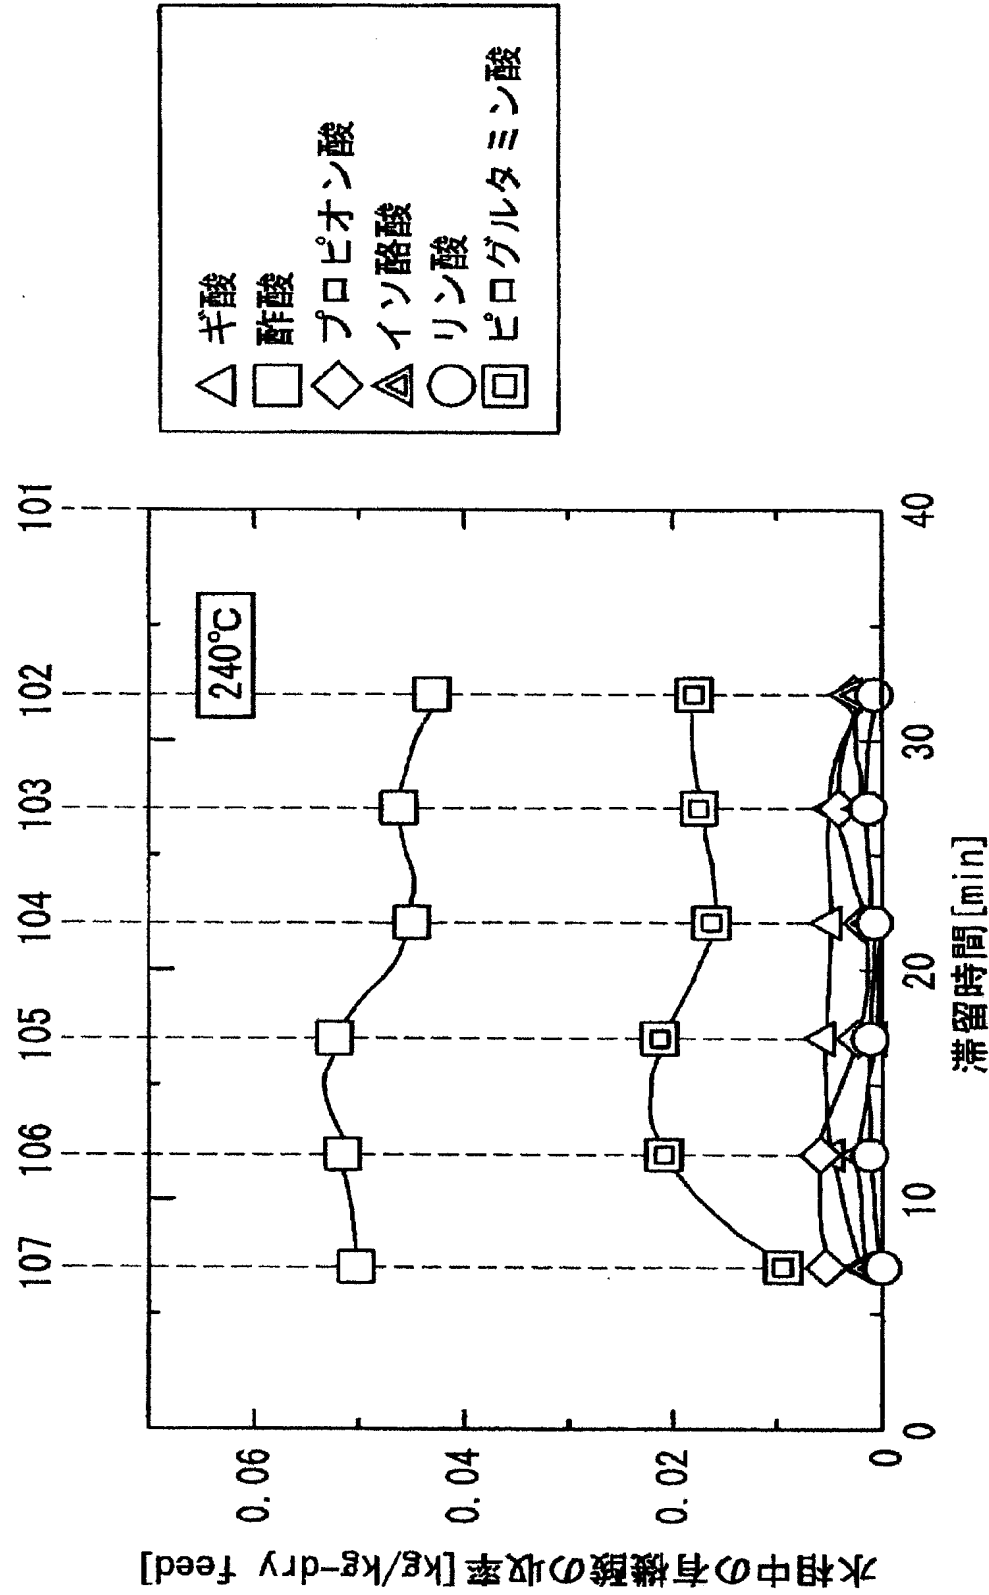 107 106 105 104 103 102 101
240°C
0.06
0.04
0.02
0
0 10 20 30 40
滞留時間[min]
水相中の有機酸の収率[kg/kg-dry feed]
ギ酸
酢酸
プロピオン酸
イソ酪酸
リン酸
ピログルタミン酸